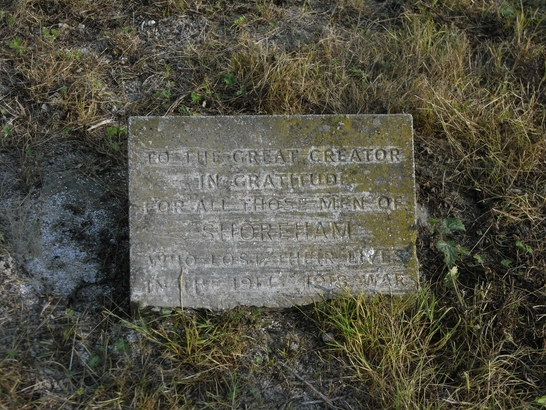 TO THE GREAT CREATOR
IN GRATITUDE
FOR ALL THOSE MEN OF
SHOREHAM
WHO LOST THEIR LIVES
IN THE 1914-1918 WAR